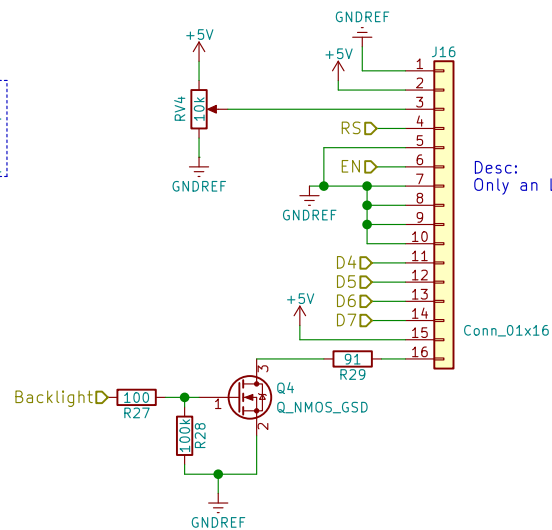 GNDREF
+5V
+5V
J16
1
2
RV4
10k
3
RS
4
5
EN
6
Desc:
Only an L
GNDREF
7
8
GNDREF
9
10
D4
11
D5
12
D6
13
+5V
D7
14
15
Conn_01x16
91
16
R29
3
Q4
Backlight
100
1
Q_NMOS_GSD
R27
100k
R28
2
GNDREF